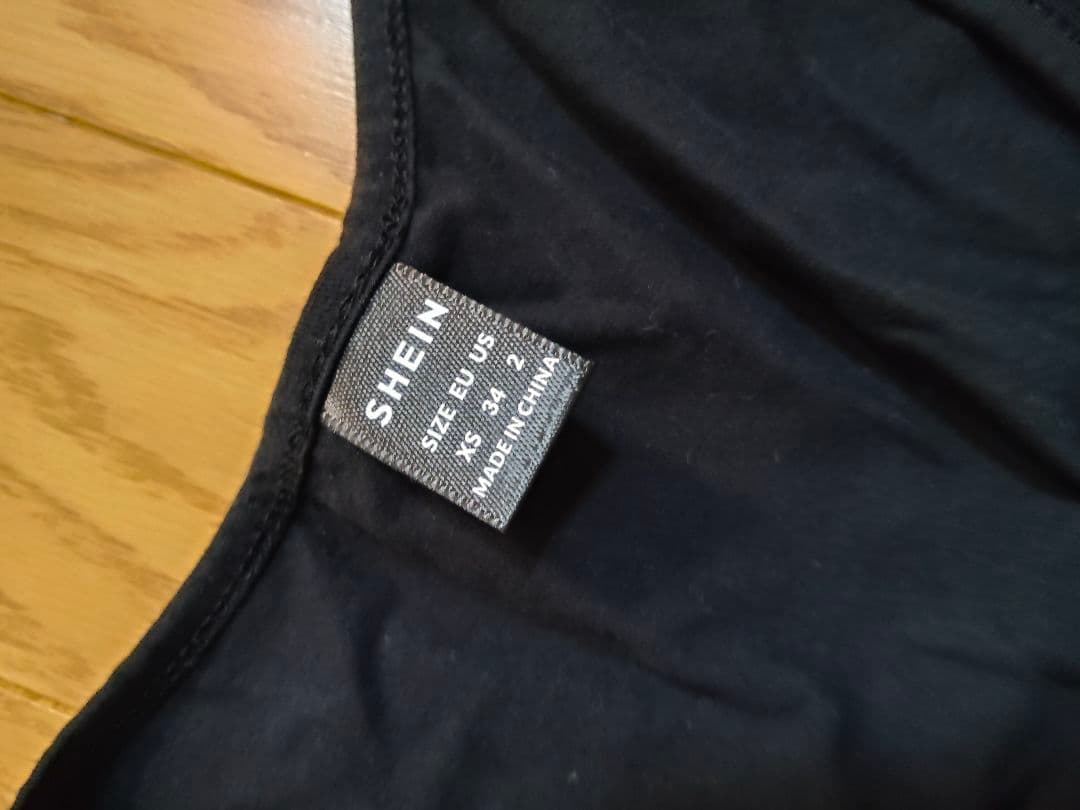 SHEIN
SIZE EU US
XS 34 2
MADE IN CHINA